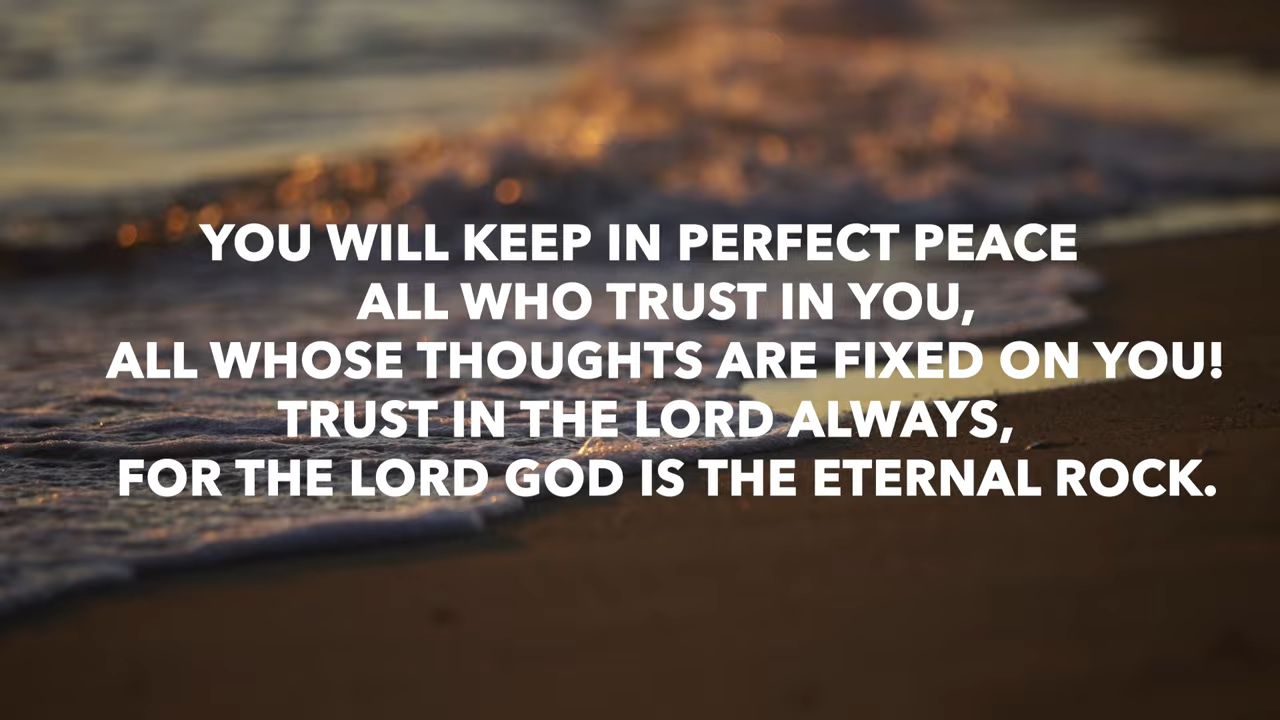 YOU WILL KEEP IN PERFECT PEACE
ALL WHO TRUST IN YOU,
ALL WHOSE THOUGHTS ARE FIXED ON YOU!
TRUST IN THE LORD ALWAYS,
FOR THE LORD GOD IS THE ETERNAL ROCK.